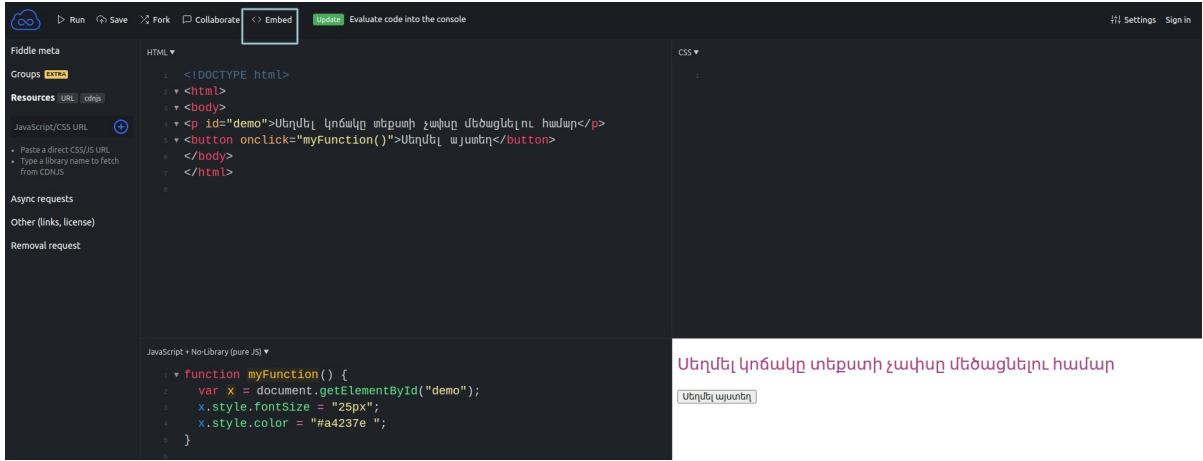 Run Save Fork Collaborate <> Embed Update Evaluate code into the console Settings Sign in
Fiddle meta
Groups EXTRA
Resources URL cdnjs
JavaScript/CSS URL
• Paste a direct CSS/JS URL
• Type a library name to fetch
from CDNJS
Async requests
Other (links, license)
Removal request
HTML ▼
1 <!DOCTYPE html>
2 ▼ <html>
3 ▼ <body>
4 ▼ <p id="demo">Սեղմել կոճակը տեքստի չափսը մեծացնելու համար</p>
5 ▼ <button onclick="myFunction()">Սեղմել այստեղ</button>
6 </body>
7 </html>
8
CSS ▼
1
JavaScript + No-Library (pure JS) ▼
1 ▼ function myFunction() {
2 var x = document.getElementById("demo");
3 x.style.fontSize = "25px";
4 x.style.color = "#a4237e ";
5 }
6
Սեղմել կոճակը տեքստի չափսը մեծացնելու համար
Սեղմել այստեղ